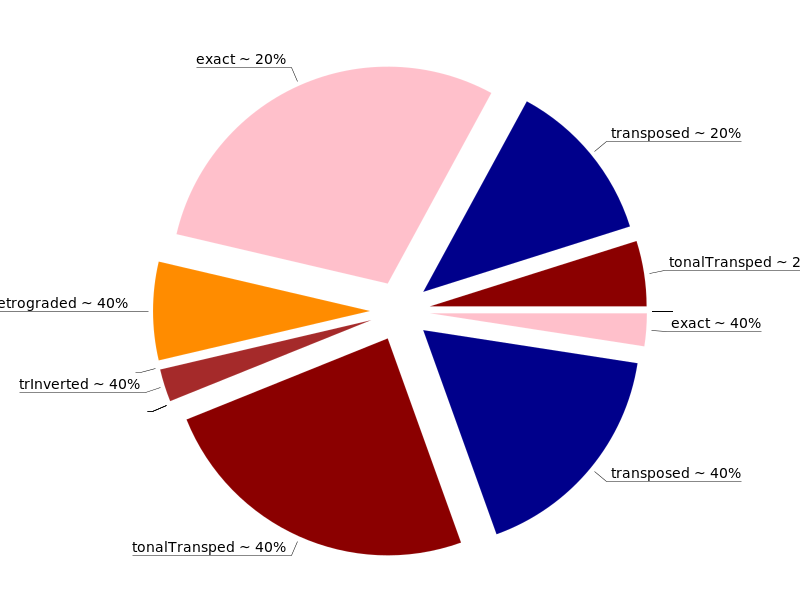 exact ~ 20%
transposed ~ 20%
tonalTransped ~ 2
exact ~ 40%
etrograded ~ 40%
trInverted ~ 40%
transposed ~ 40%
tonalTransped ~ 40%